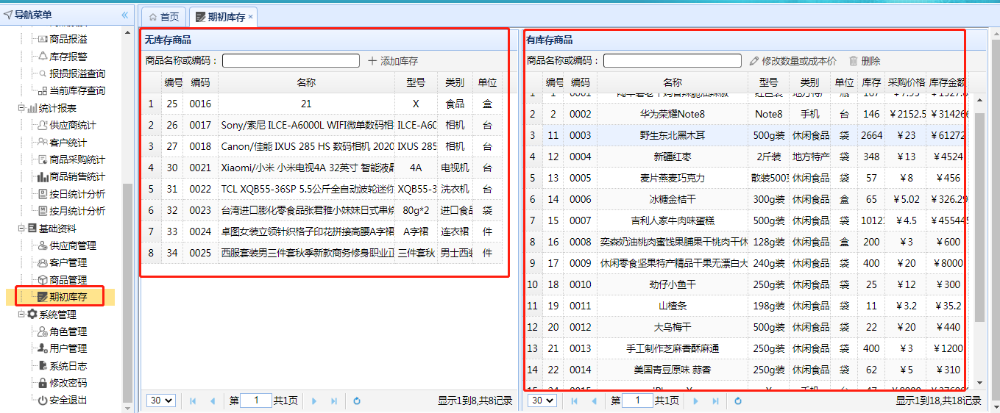 导航菜单
商品报溢
库存报警
报损报溢查询
当前库存查询
统计报表
供应商统计
客户统计
商品采购统计
商品销售统计
按日统计分析
按月统计分析
基础资料
供应商管理
客户管理
商品管理
期初库存
系统管理
角色管理
用户管理
系统日志
修改密码
安全退出
首页 期初库存
无库存商品
商品名称或编码： 添加库存
编号 编码 名称 型号 类别 单位
1 25 0016 21 X 食品 盒
2 26 0017 Sony/索尼 ILCE-A6000L WIFI微单数码相 ILCE-A60 相机 台
3 27 0018 Canon/佳能 IXUS 285 HS 数码相机 2020 IXUS 285 相机 台
4 30 0021 Xiaomi/小米 小米电视4A 32英寸 智能液晶 4A 电视机 台
5 31 0022 TCL XQB55-36SP 5.5公斤全自动波轮迷你 XQB55-3 洗衣机 台
6 32 0023 台湾进口膨化零食品张君雅小妹妹日式串烧 80g*2 进口食品 袋
7 33 0024 卓图女装立领针织格子印花拼接高腰A字裙 A字裙 连衣裙 件
8 34 0025 西服套装男三件套秋季新款商务修身职业正 三件套秋 男士西装 件
30 第 1 共1页 显示1到8,共8记录
有库存商品
商品名称或编码： 修改数量或成本价 删除
编号 编码 名称 型号 类别 单位 库存 采购价格 库存金额
1 1 0001
2 2 0002 华为荣耀Note8 Note8 手机 台 146 ￥2152.5 ￥314266
3 11 0003 野生东北黑木耳 500g装 休闲食品 袋 2664 ￥23 ￥61272
4 12 0004 新疆红枣 2斤装 地方特产 袋 348 ￥13 ￥4524
5 13 0005 麦片燕麦巧克力 散装500克 休闲食品 袋 57 ￥8 ￥456
6 14 0006 冰糖金桔干 300g装 休闲食品 盒 65 ￥5.02 ￥326.29
7 15 0007 吉利人家牛肉味蛋糕 500g装 休闲食品 袋 10121 ￥4.5 ￥455445
8 16 0008 奕森奶油桃肉蜜饯果脯果干桃肉干休 128g装 休闲食品 盒 200 ￥3 ￥600
9 17 0009 休闲零食坚果特产精品干果无漂白大 240g装 休闲食品 袋 400 ￥20 ￥8000
10 18 0010 劲仔小鱼干 250g装 休闲食品 袋 25 ￥12 ￥300
11 19 0011 山楂条 198g装 休闲食品 袋 11 ￥3.2 ￥35.2
12 20 0012 大乌梅干 500g装 休闲食品 袋 22 ￥20 ￥440
13 21 0013 手工制作芝麻香酥麻通 250g装 休闲食品 袋 400 ￥3 ￥1200
14 22 0014 美国青豆原味 蒜香 250g装 休闲食品 袋 62 ￥5 ￥310
30 第 1 共1页 显示1到18,共18记录